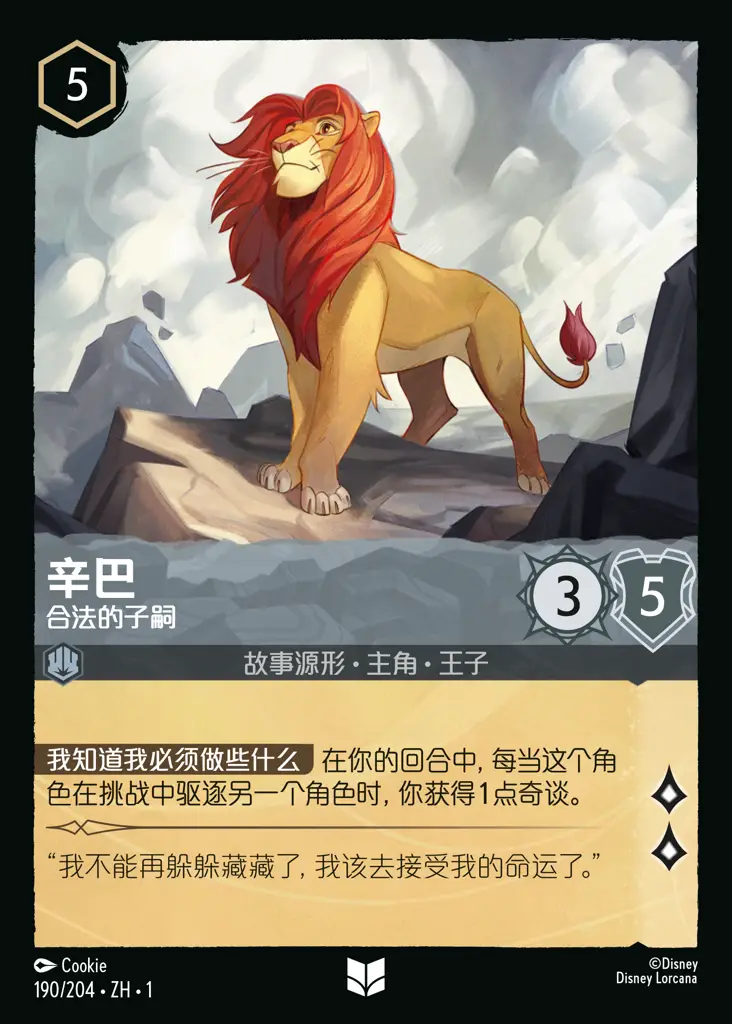 5
辛巴
合法的子嗣
3
5
故事源形 • 主角 • 王子
我知道我必须做些什么 在你的回合中, 每当这个角
色在挑战中驱逐另一个角色时, 你获得1点奇谈。
“我不能再躲躲藏藏了, 我该去接受我的命运了。”
Cookie
190/204 • ZH • 1
©Disney
Disney Lorcana